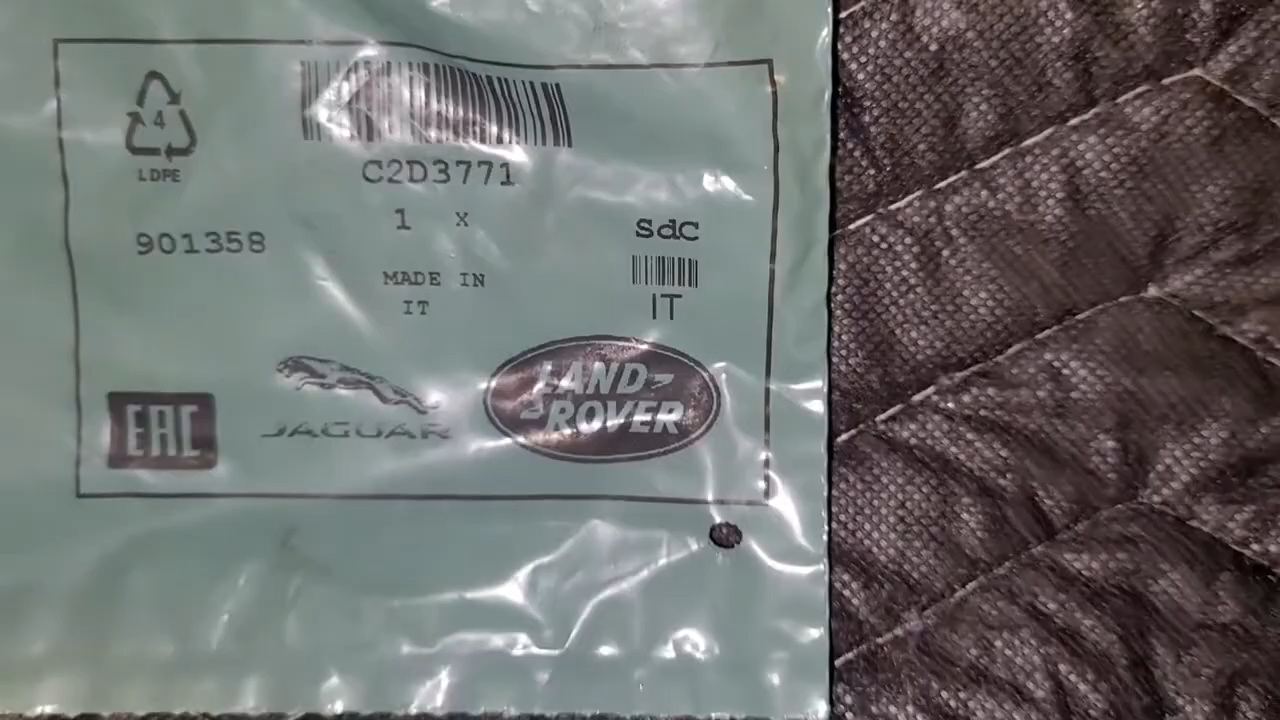 4
LDPE
C2D3771
1 X
901358
SdC
MADE IN
IT
IT
EAC
JAGUAR
LAND
ROVER